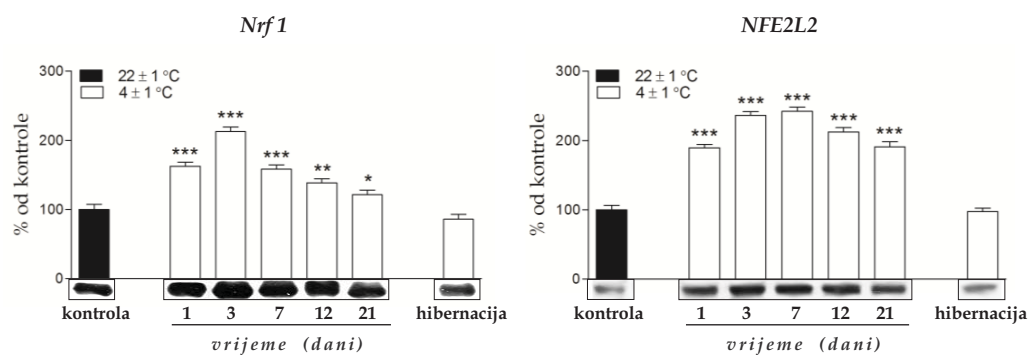 Nrf 1
% od kontrole
300
200
100
0
22 ± 1 °C
4 ± 1 °C
***
***
***
**
*
kontrola
1 3 7 12 21
hibernacija
vrijeme (dani)
NFE2L2
% od kontrole
300
200
100
0
22 ± 1 °C
4 ± 1 °C
***
***
***
***
***
kontrola
1 3 7 12 21
hibernacija
vrijeme (dani)